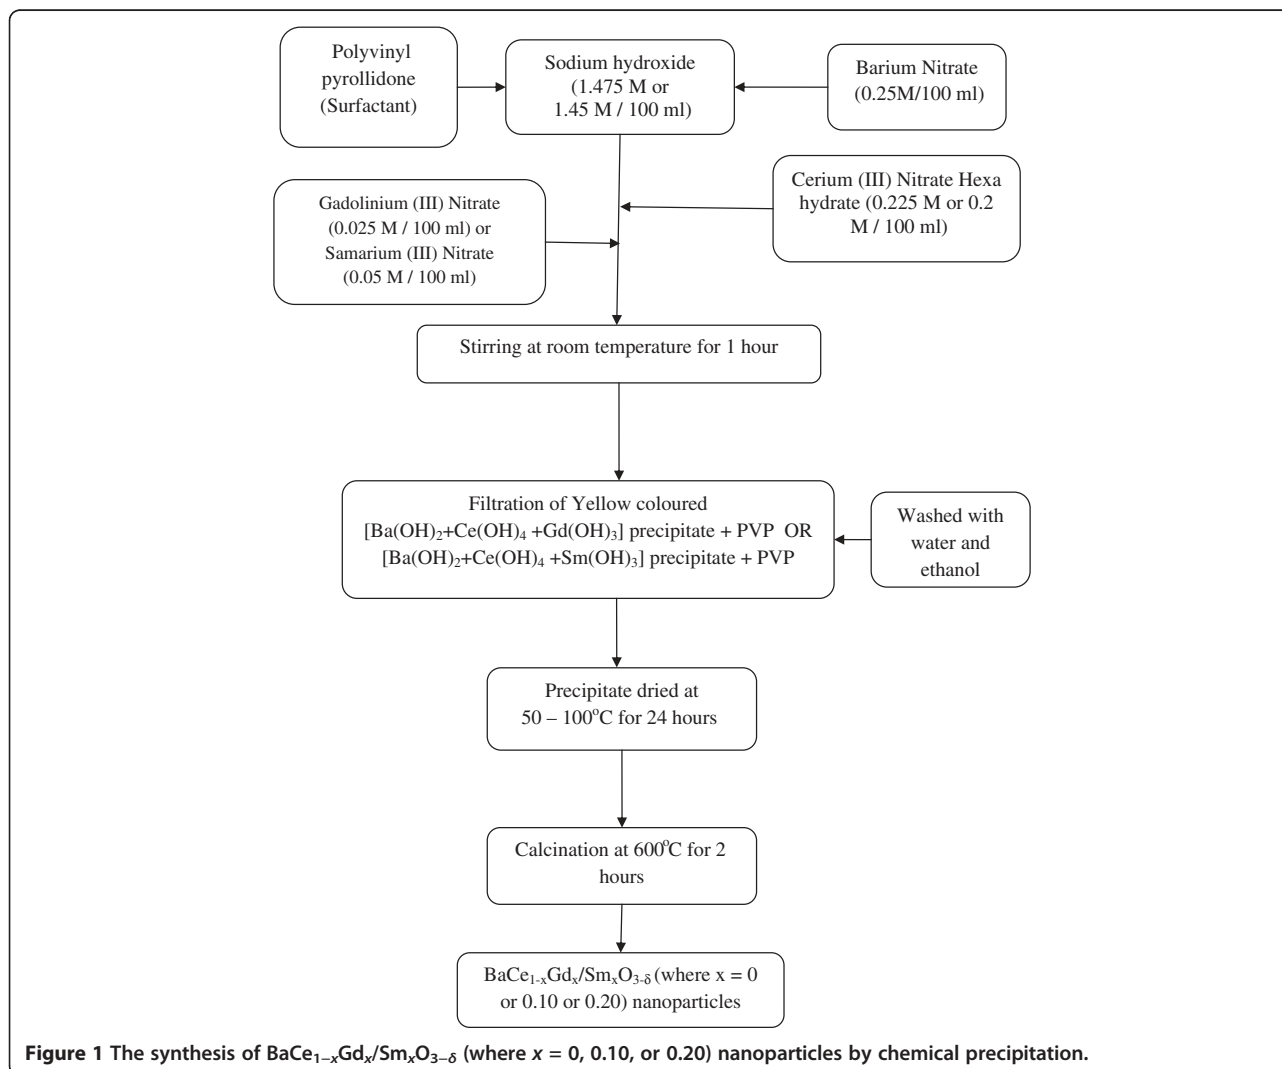 Polyvinyl
pyrollidone
(Surfactant)
Sodium hydroxide
(1.475 M or
1.45 M / 100 ml)
Barium Nitrate
(0.25M/100 ml)
Cerium (III) Nitrate Hexa
hydrate (0.225 M or 0.2
M / 100 ml)
Gadolinium (III) Nitrate
(0.025 M / 100 ml) or
Samarium (III) Nitrate
(0.05 M / 100 ml)
Stirring at room temperature for 1 hour
Filtration of Yellow coloured
[Ba(OH)₂+Ce(OH)₄ +Gd(OH)₃] precipitate + PVP OR
[Ba(OH)₂+Ce(OH)₄ +Sm(OH)₃] precipitate + PVP
Washed with
water and
ethanol
Precipitate dried at
50 – 100°C for 24 hours
Calcination at 600°C for 2
hours
BaCe₁₋ₓGdₓ/SmₓO₃₋δ (where x = 0
or 0.10 or 0.20) nanoparticles
Figure 1 The synthesis of BaCe₁₋ₓGdₓ/SmₓO₃₋δ (where x = 0, 0.10, or 0.20) nanoparticles by chemical precipitation.